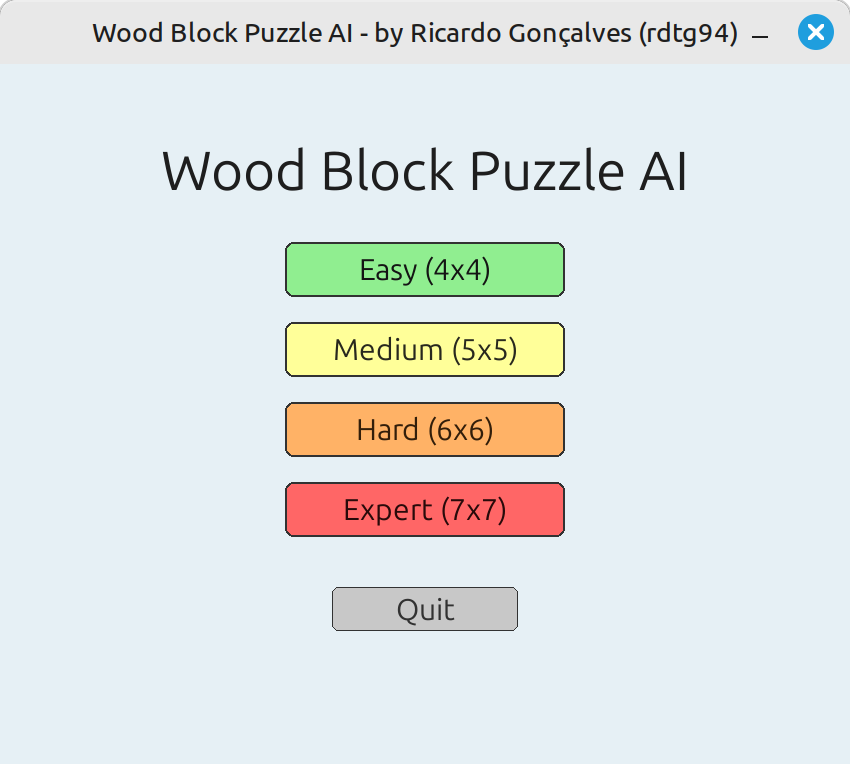 Wood Block Puzzle AI - by Ricardo Gonçalves (rdtg94)
Wood Block Puzzle AI
Easy (4x4)
Medium (5x5)
Hard (6x6)
Expert (7x7)
Quit